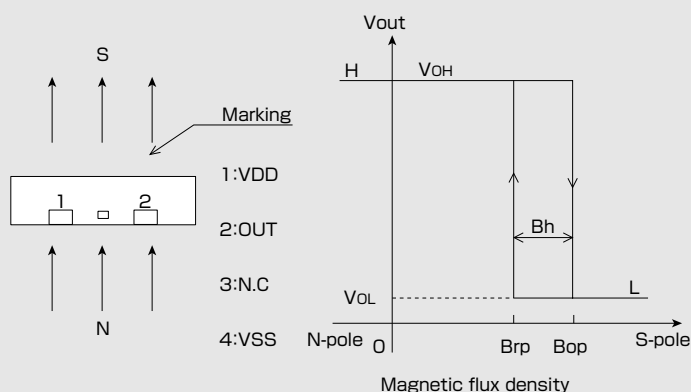 S
N
Marking
1
2
1:VDD
2:OUT
3:N.C
4:VSS
Vout
H
VOH
Bh
VOL
L
N-pole
0
Brp
Bop
S-pole
Magnetic flux density